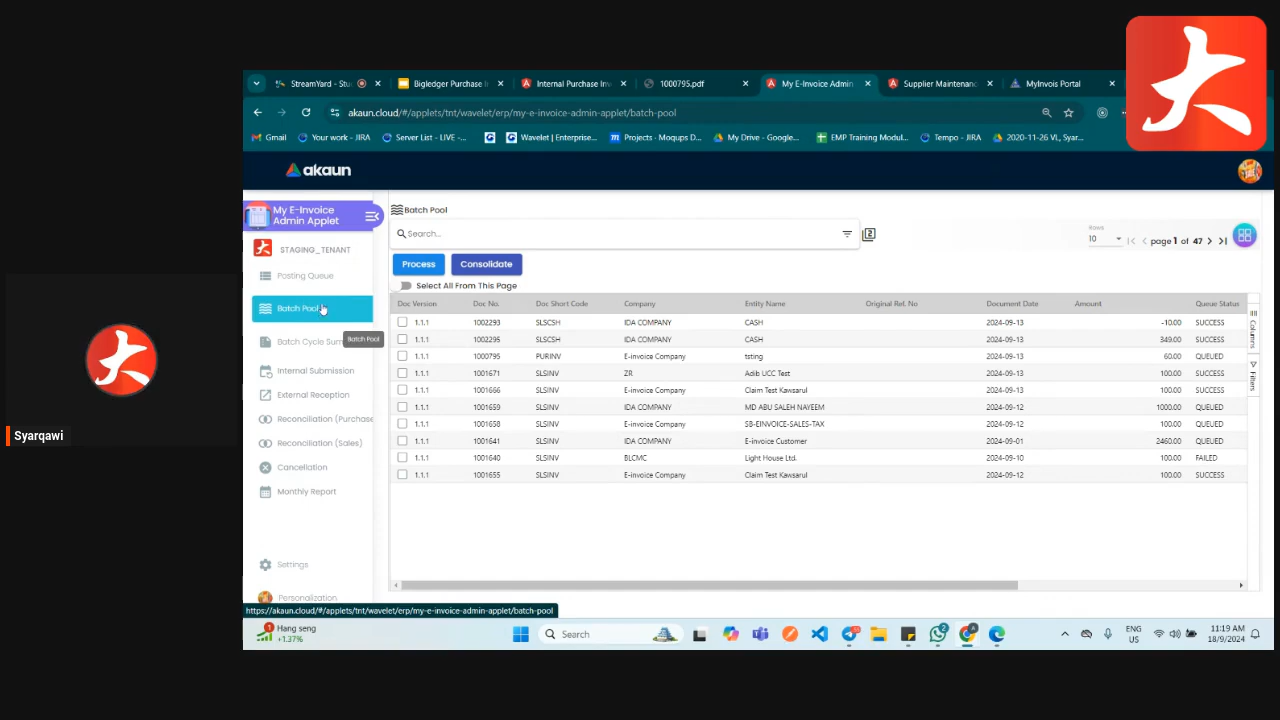 StreamYard - Stu
Bigledger Purchase I
Internal Purchase Inv
1000795.pdf
My E-Invoice Admin
Supplier Maintenanc
MyInvois Portal
akaun.cloud/#/applets/tnt/wavelet/erp/my-e-invoice-admin-applet/batch-pool
Gmail
Your work - JIRA
Server List - LIVE -...
Wavelet | Enterprise...
Projects · Moqups D...
My Drive - Google...
EMP Training Modul...
Tempo - JIRA
2020-11-26 VL, Syar...
akaun
My E-Invoice
Admin Applet
STAGING_TENANT
Posting Queue
Batch Pool
Batch Pool
Batch Cycle Sum
Internal Submission
External Reception
Reconciliation (Purchase
Reconciliation (Sales)
Cancellation
Monthly Report
Settings
Personalization
Batch Pool
Search...
Rows
10
page 1 of 47
Process
Consolidate
Select All From This Page
Doc Version Doc No. Doc Short Code Company Entity Name Original Ref. No Document Date Amount Queue Status
1.1.1 1002293 SLSCSH IDA COMPANY CASH 2024-09-13 -10.00 SUCCESS
1.1.1 1002295 SLSCSH IDA COMPANY CASH 2024-09-13 349.00 SUCCESS
1.1.1 1000795 PURINV E-invoice Company tsting 2024-09-13 60.00 QUEUED
1.1.1 1001671 SLSINV ZR Adib UCC Test 2024-09-13 100.00 SUCCESS
1.1.1 1001666 SLSINV E-invoice Company Claim Test Kawsarul 2024-09-13 100.00 SUCCESS
1.1.1 1001659 SLSINV IDA COMPANY MD ABU SALEH NAYEEM 2024-09-12 1000.00 QUEUED
1.1.1 1001658 SLSINV IDA COMPANY SB-EINVOICE-SALES-TAX 2024-09-12 100.00 QUEUED
1.1.1 1001641 SLSINV IDA COMPANY E-invoice Customer 2024-09-01 2460.00 QUEUED
1.1.1 1001640 SLSINV BLCMC Light House Ltd. 2024-09-10 100.00 FAILED
1.1.1 1001655 SLSINV E-invoice Company Claim Test Kawsarul 2024-09-12 100.00 SUCCESS
Columns
Filters
https://akaun.cloud/#/applets/tnt/wavelet/erp/my-e-invoice-admin-applet/batch-pool
Syarqawi
Hang seng
+1.37%
Search
ENG
US
11:19 AM
18/9/2024